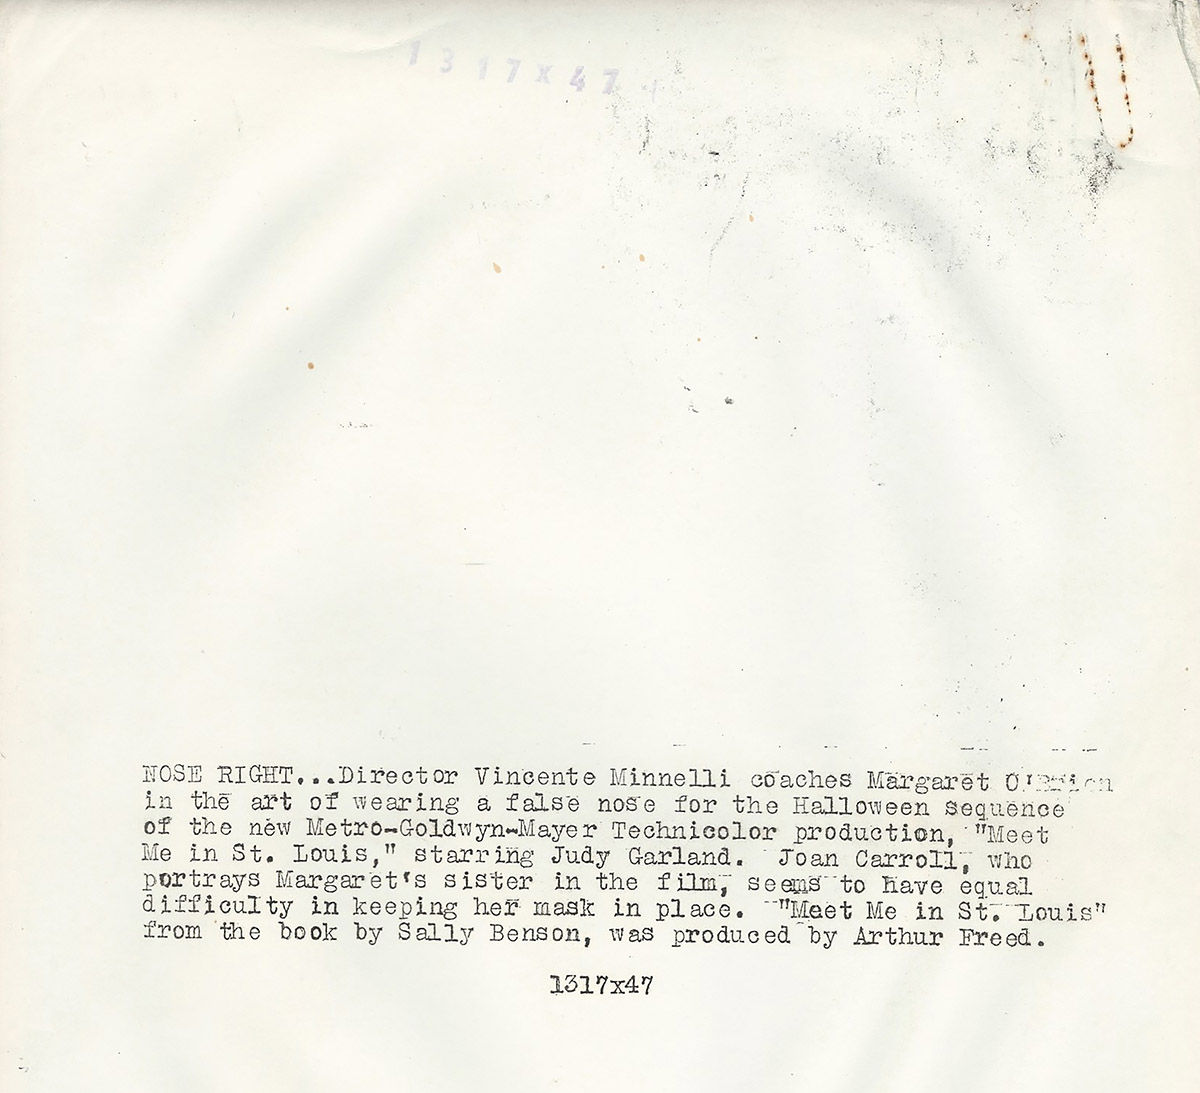 1317x47
NOSE RIGHT...Director Vincente Minnelli coaches Margaret O'Brien
in the art of wearing a false nose for the Halloween sequence
of the new Metro-Goldwyn-Mayer Technicolor production, "Meet
Me in St. Louis," starring Judy Garland. Joan Carroll, who
portrays Margaret's sister in the film, seems to have equal
difficulty in keeping her mask in place. "Meet Me in St. Louis"
from the book by Sally Benson, was produced by Arthur Freed.
1317x47